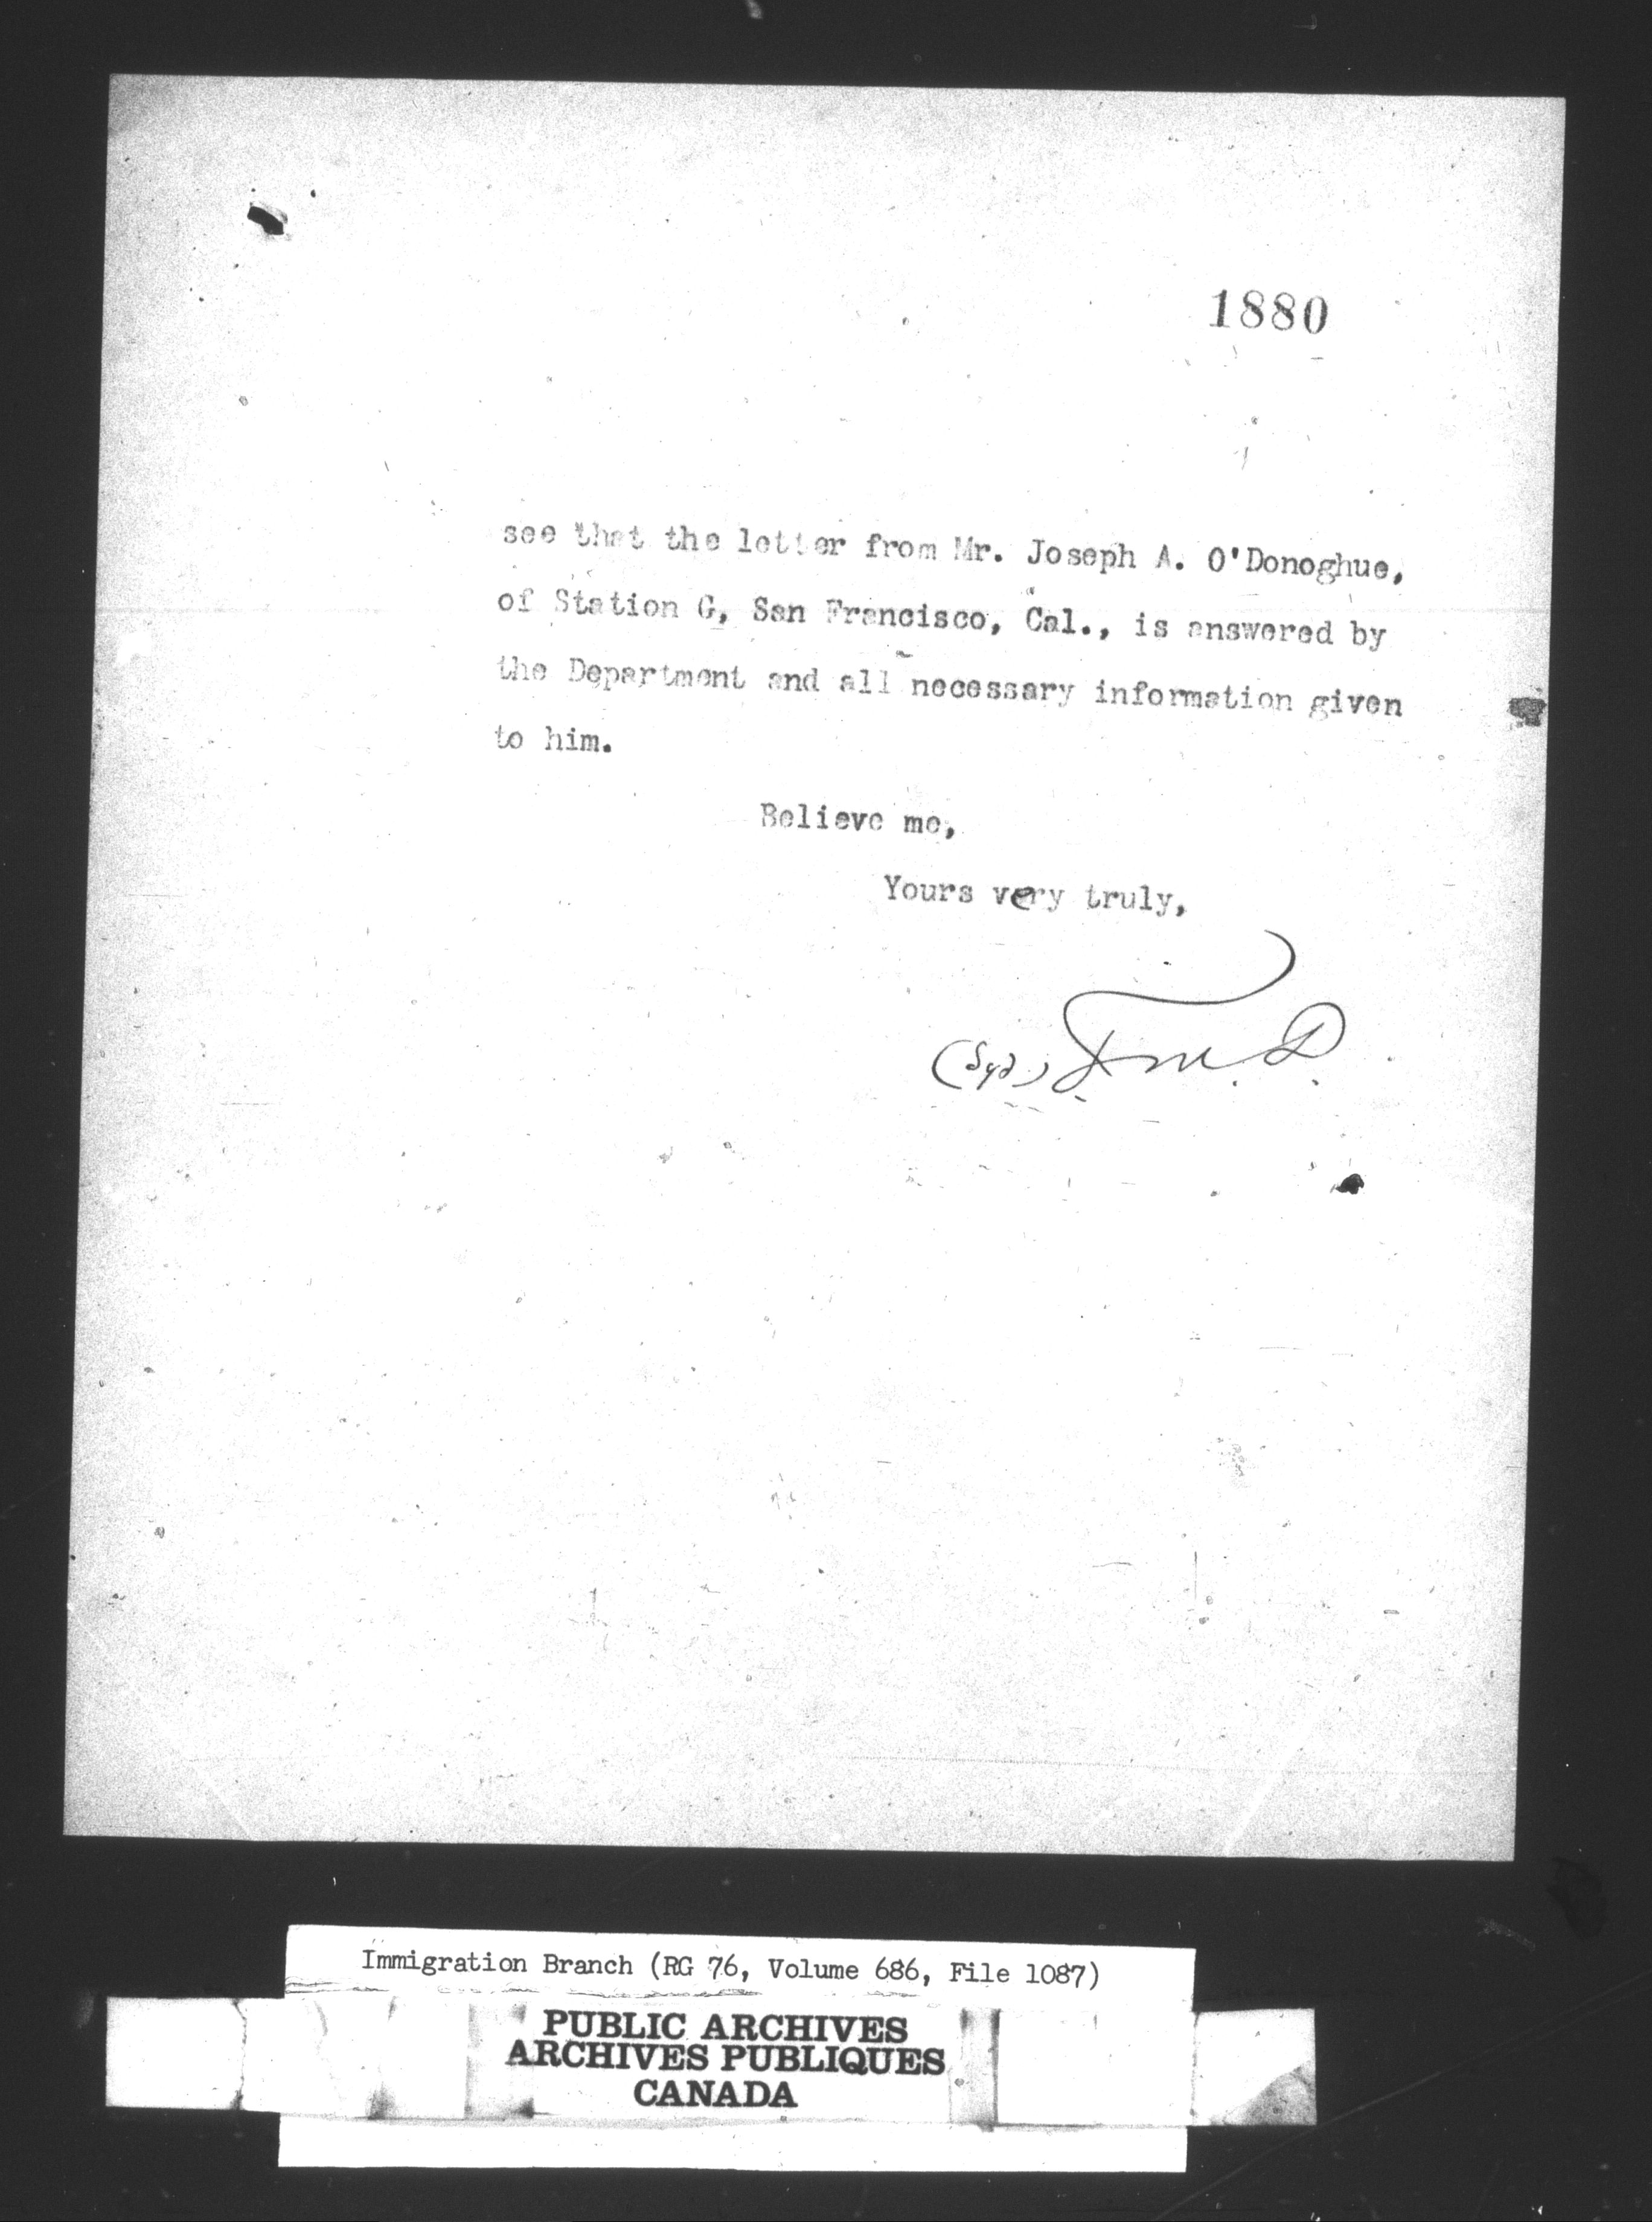 1880
see that the letter from Mr. Joseph A. O'Donoghue,
of Station G, San Francisco, Cal., is answered by
the Department and all necessary information given
to him.
Believe me,
Yours very truly,
(Sgd.) T. M. D.
Immigration Branch (RG 76, Volume 686, File 1087)
PUBLIC ARCHIVES
ARCHIVES PUBLIQUES
CANADA